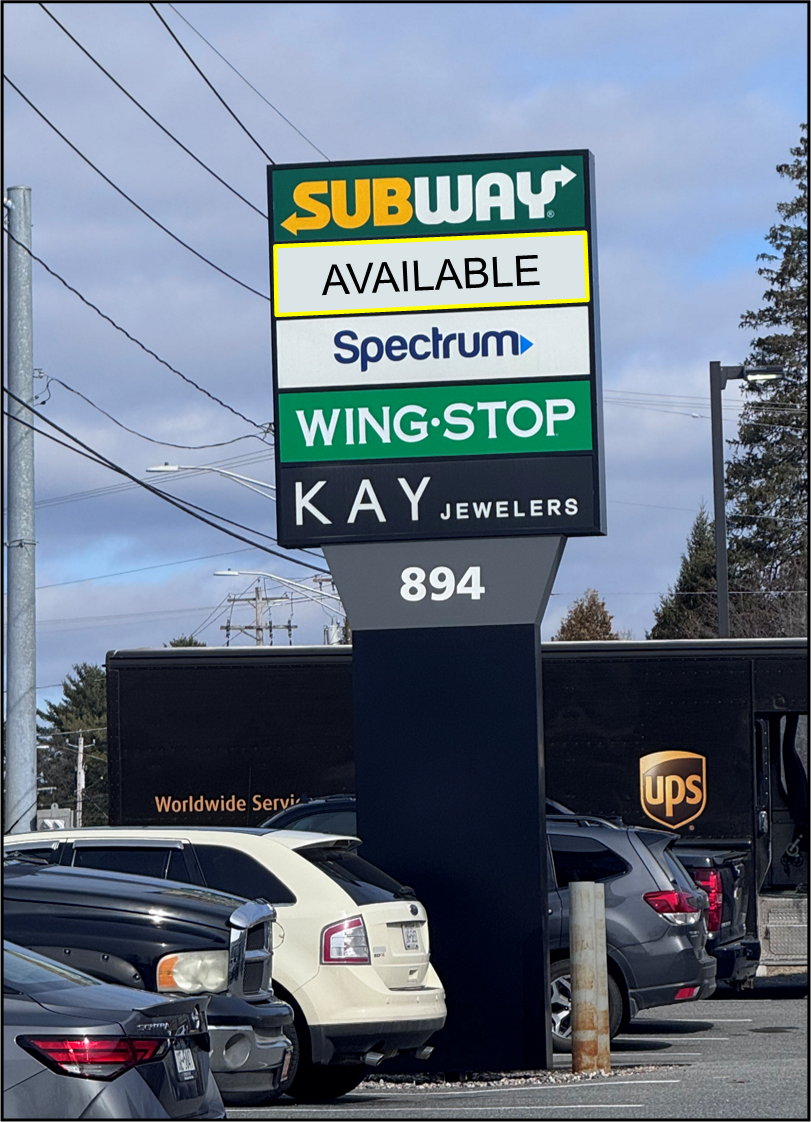 SUBWAY®
AVAILABLE
Spectrum
WING·STOP
KAY JEWELERS
894
Worldwide Servic
ups